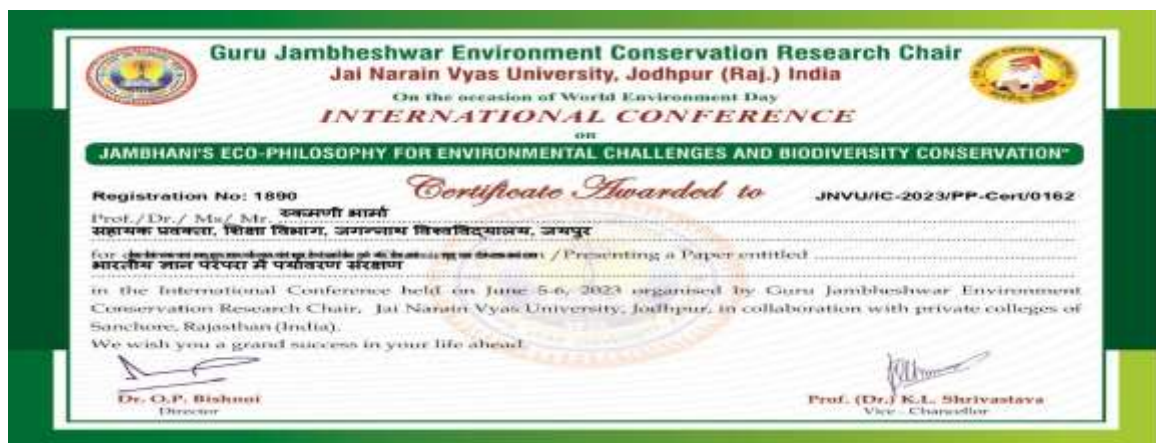 Guru Jambheshwar Environment Conservation Research Chair
Jai Narain Vyas University, Jodhpur (Raj.) India
On the occasion of World Environment Day
INTERNATIONAL CONFERENCE
on
JAMBHANI'S ECO-PHILOSOPHY FOR ENVIRONMENTAL CHALLENGES AND BIODIVERSITY CONSERVATION"
Registration No: 1890 Certificate Awarded to JNVU/IC-2023/PP-Cert/0162
Prof./Dr./ Ms/ Mr.
सहायक प्रवक्ता, शिक्षा विभाग, जगन्नाथ विश्वविद्यालय, जयपुर
for /Presenting a Paper entitled
भारतीय ज्ञान परंपरा में पर्यावरण संरक्षण
in the International Conference held on June 5-6, 2023 organised by Guru Jambheshwar Environment
Conservation Research Chair, Jai Narain Vyas University, Jodhpur, in collaboration with private colleges of
Sanchore, Rajasthan (India).
We wish you a grand success in your life ahead
Dr. O.P. Bishnoi
Director
Prof. (Dr.) K.L. Shrivastava
Vice - Chancellor